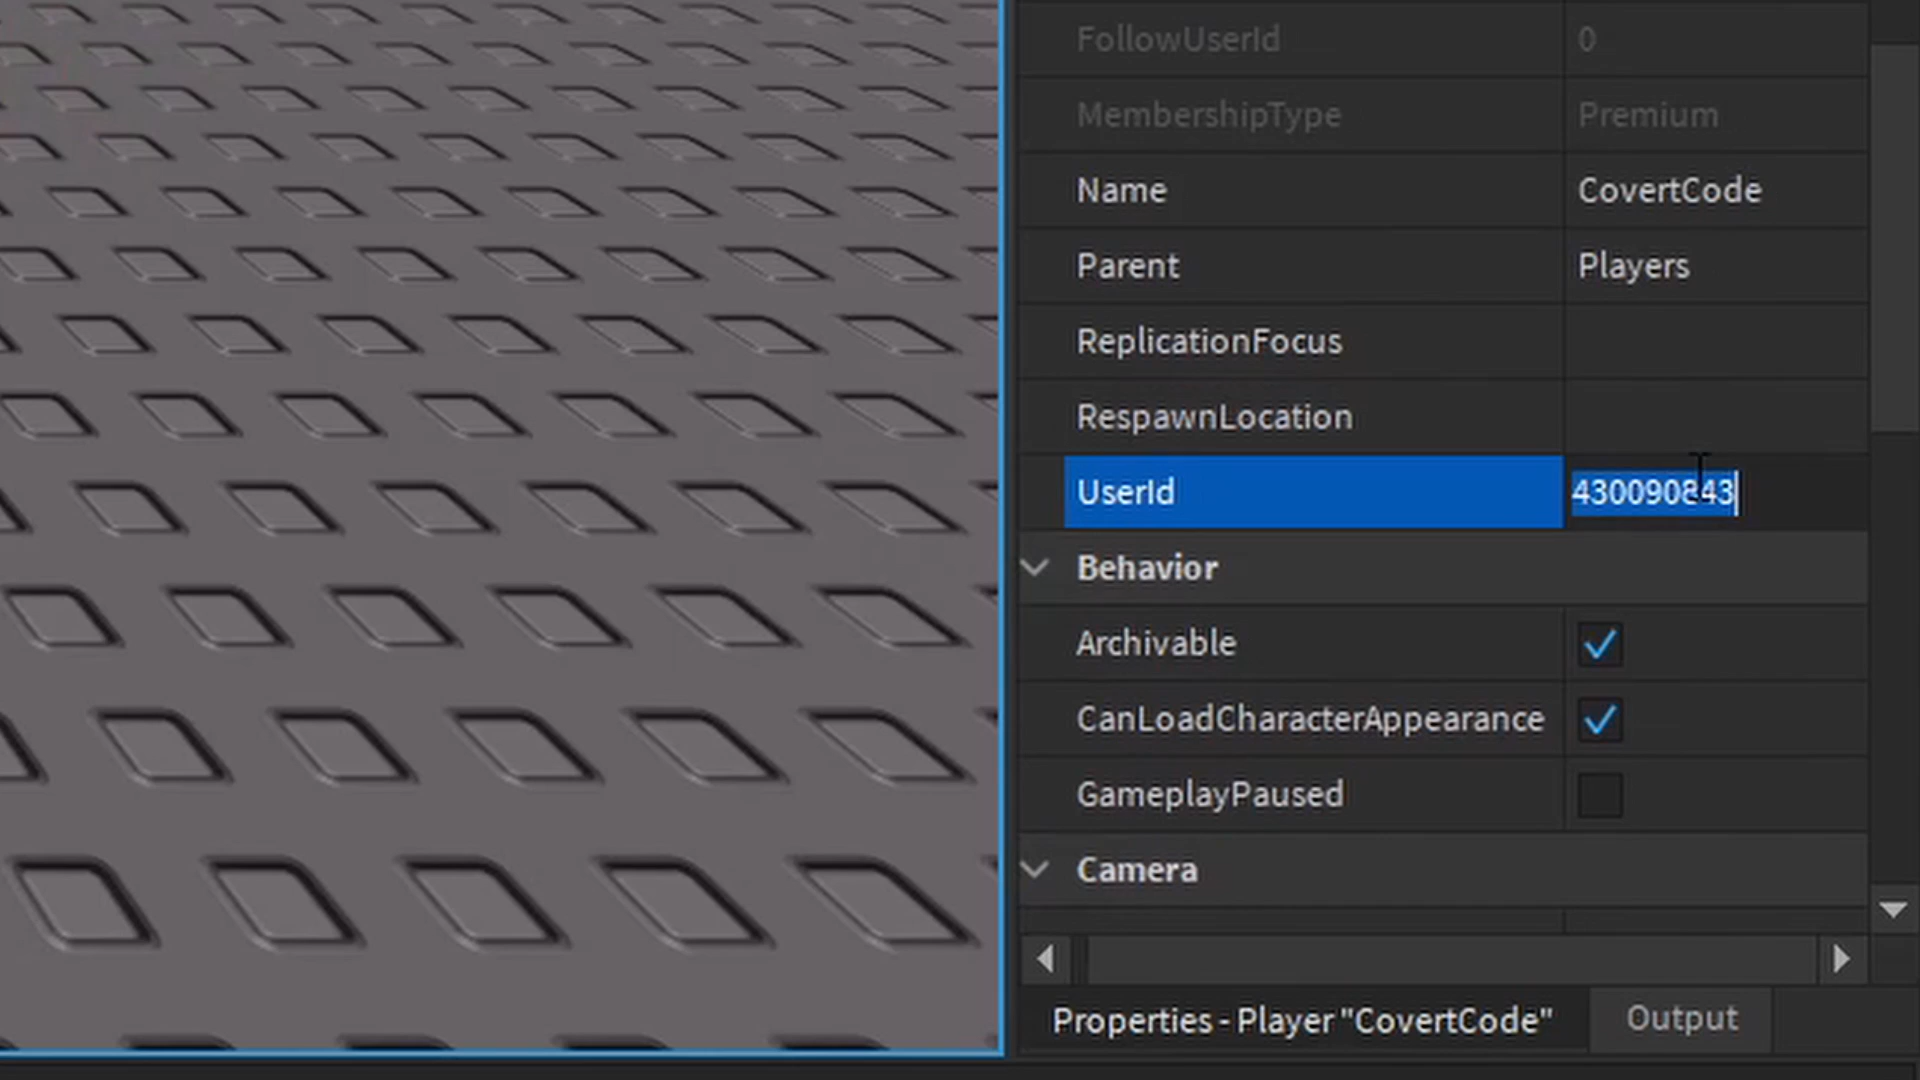 FollowUserId 0
MembershipType Premium
Name CovertCode
Parent Players
ReplicationFocus
RespawnLocation
UserId 430090843
Behavior
Archivable
CanLoadCharacterAppearance
GameplayPaused
Camera
Properties - Player "CovertCode" Output